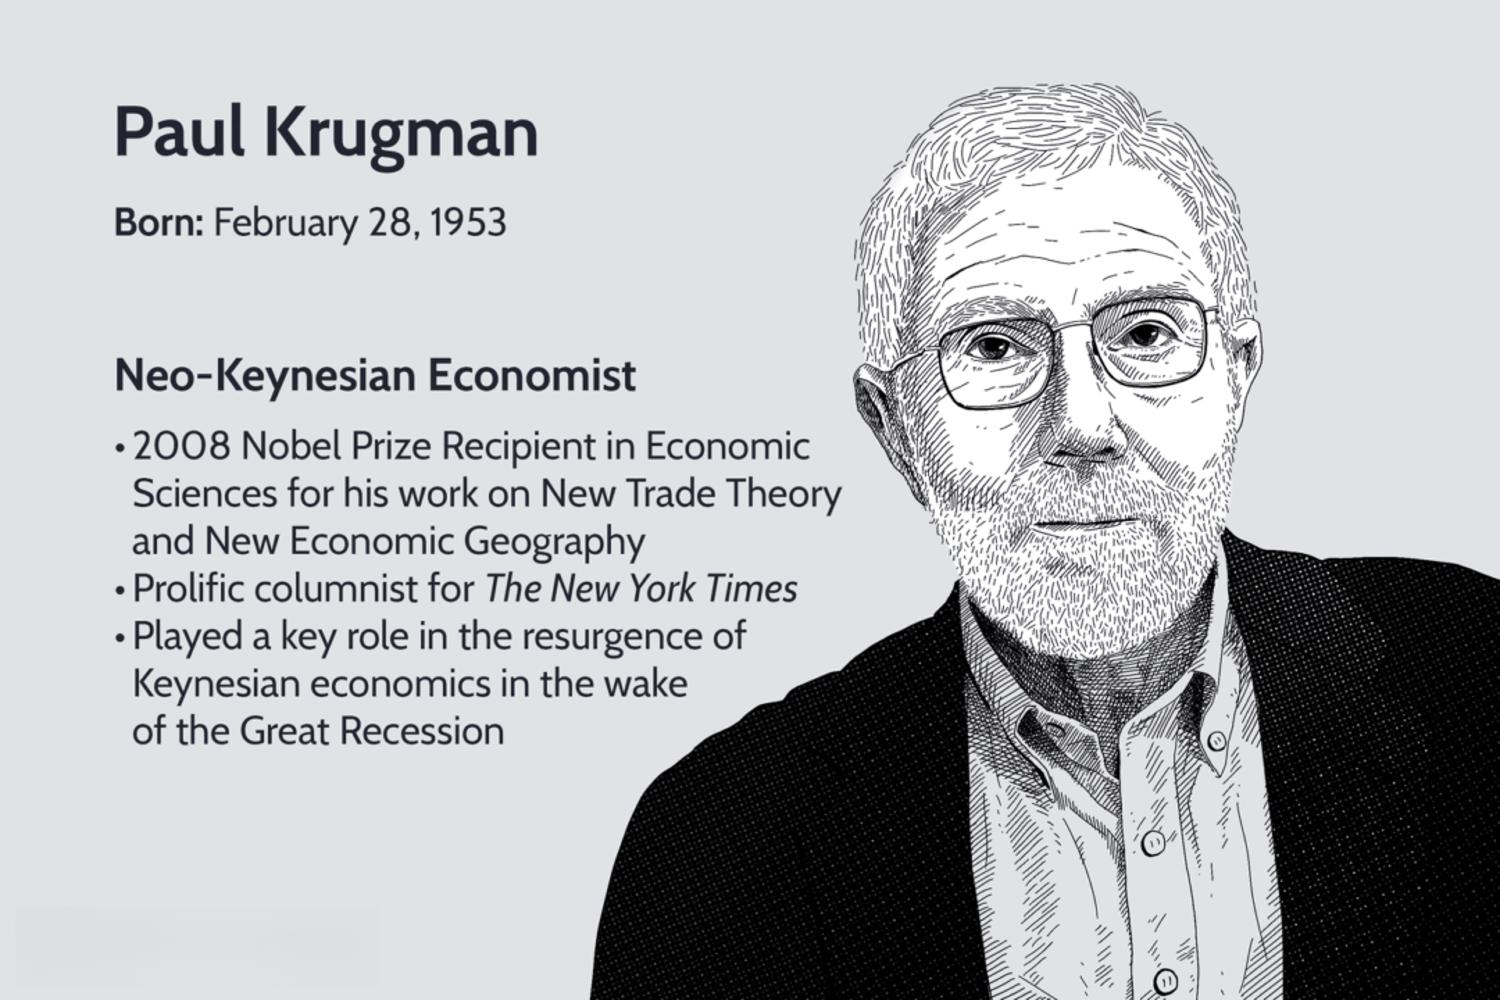 Paul Krugman
Born: February 28, 1953
Neo-Keynesian Economist
• 2008 Nobel Prize Recipient in Economic
Sciences for his work on New Trade Theory
and New Economic Geography
• Prolific columnist for The New York Times
• Played a key role in the resurgence of
Keynesian economics in the wake
of the Great Recession